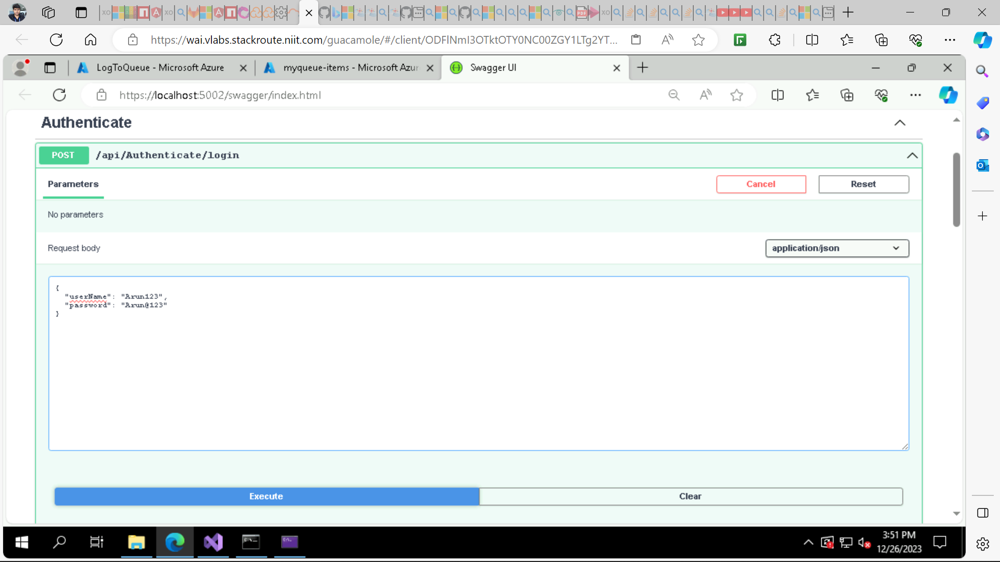 https://wai.vlabs.stackroute.niit.com/guacamole/#/client/ODFlNmI3OTktOTY0NC00ZGY1LTg2YT...
LogToQueue - Microsoft Azure
myqueue-items - Microsoft Azur
Swagger UI
https://localhost:5002/swagger/index.html
Authenticate
POST /api/Authenticate/login
Parameters
Cancel
Reset
No parameters
Request body
application/json
{
"userName": "Arun123",
"password": "Arun@123"
}
Execute
Clear
3:51 PM
12/26/2023